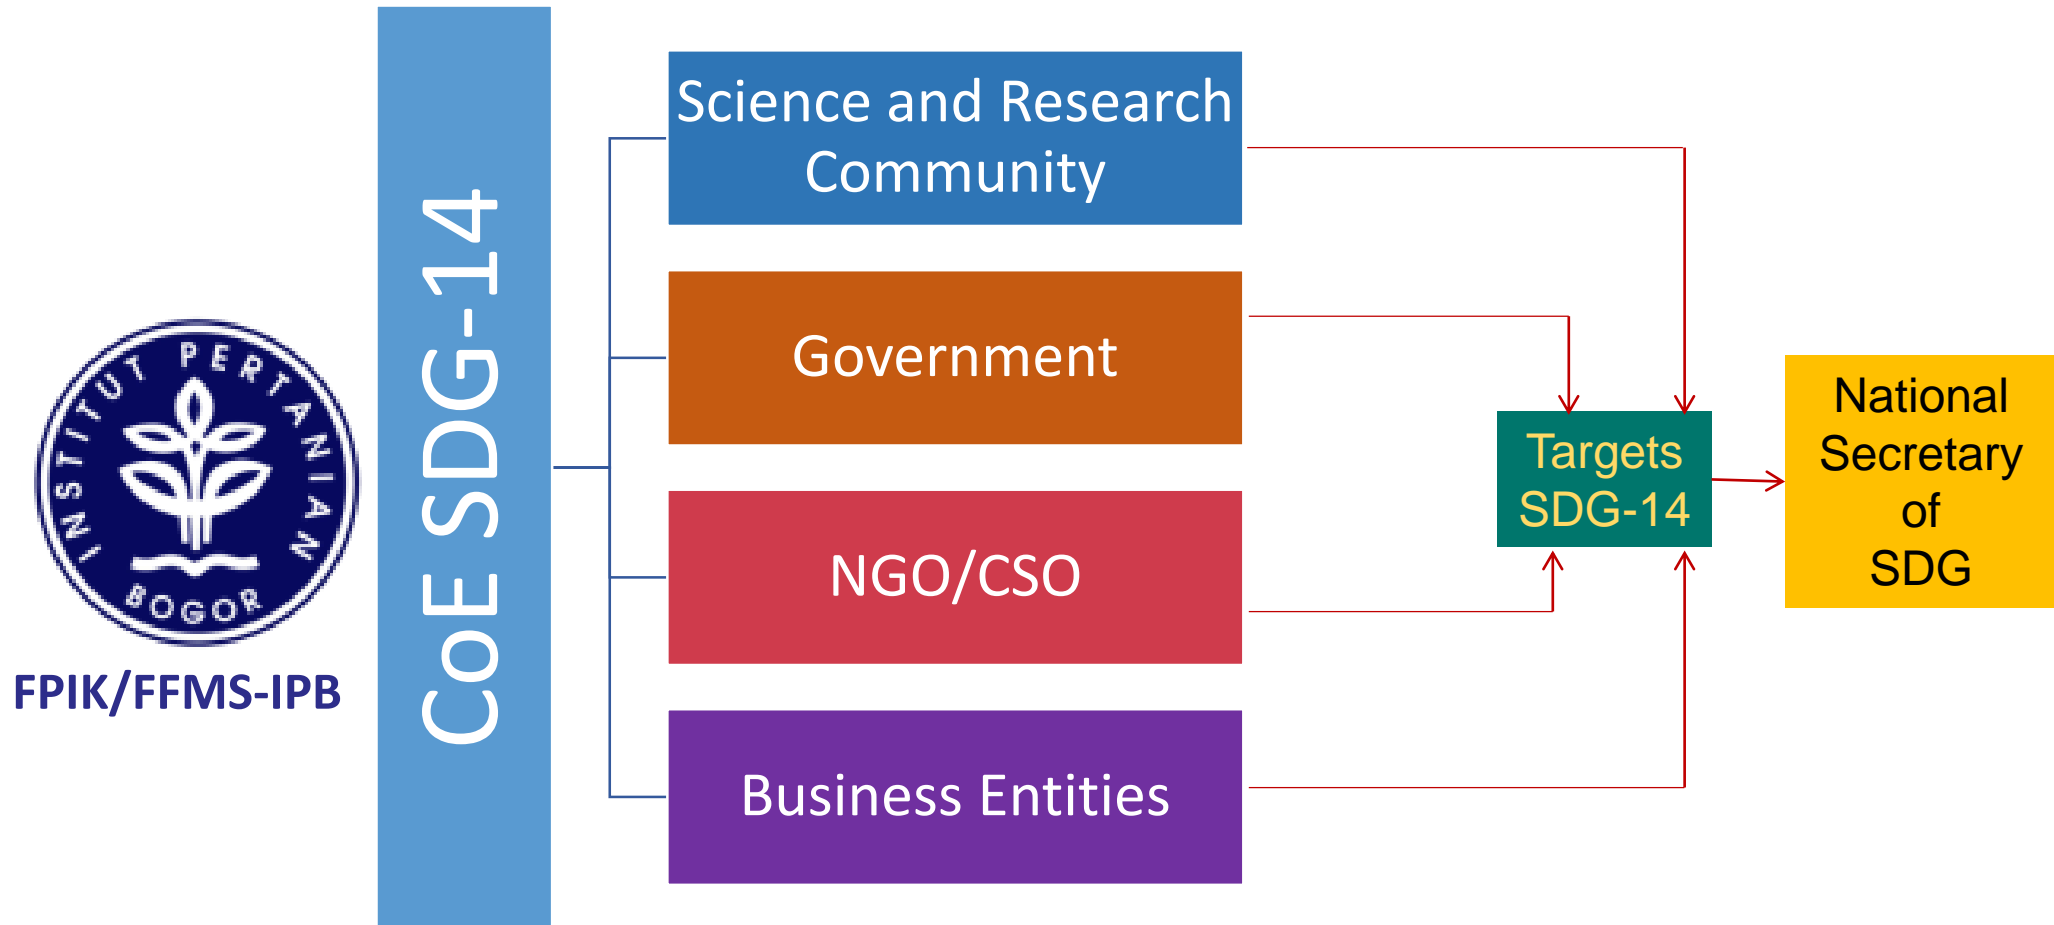 INSTITUT PERTANIAN
BOGOR
FPIK/FFMS-IPB
CoE SDG-14
Science and Research
Community
Government
NGO/CSO
Business Entities
Targets
SDG-14
National
Secretary
of
SDG